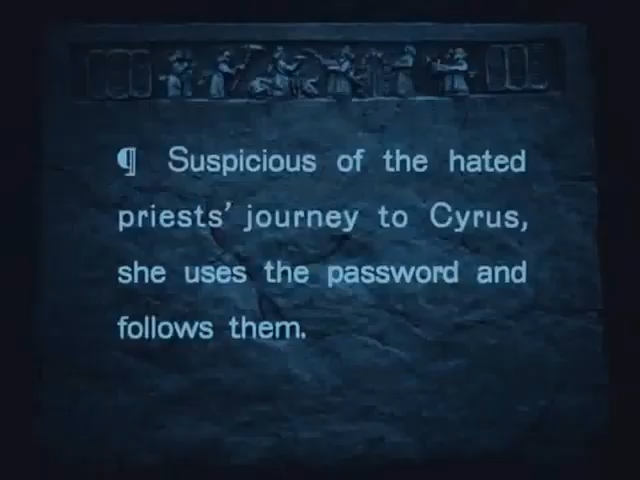 ¶ Suspicious of the hated
priests' journey to Cyrus,
she uses the password and
follows them.